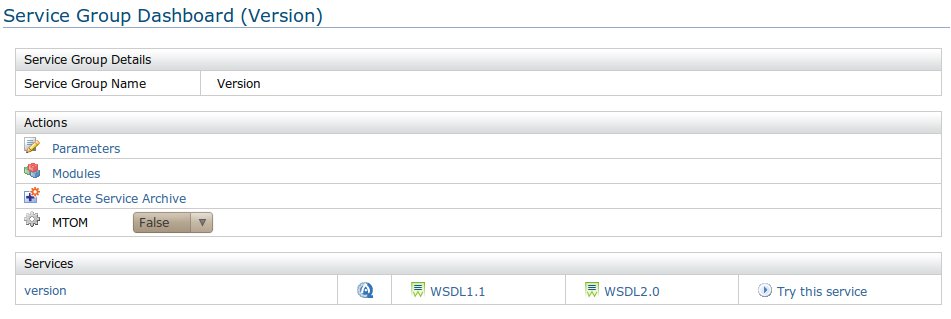 Service Group Dashboard (Version)
Service Group Details
Service Group Name Version
Actions
Parameters
Modules
Create Service Archive
MTOM False
Services
version WSDL1.1 WSDL2.0 Try this service